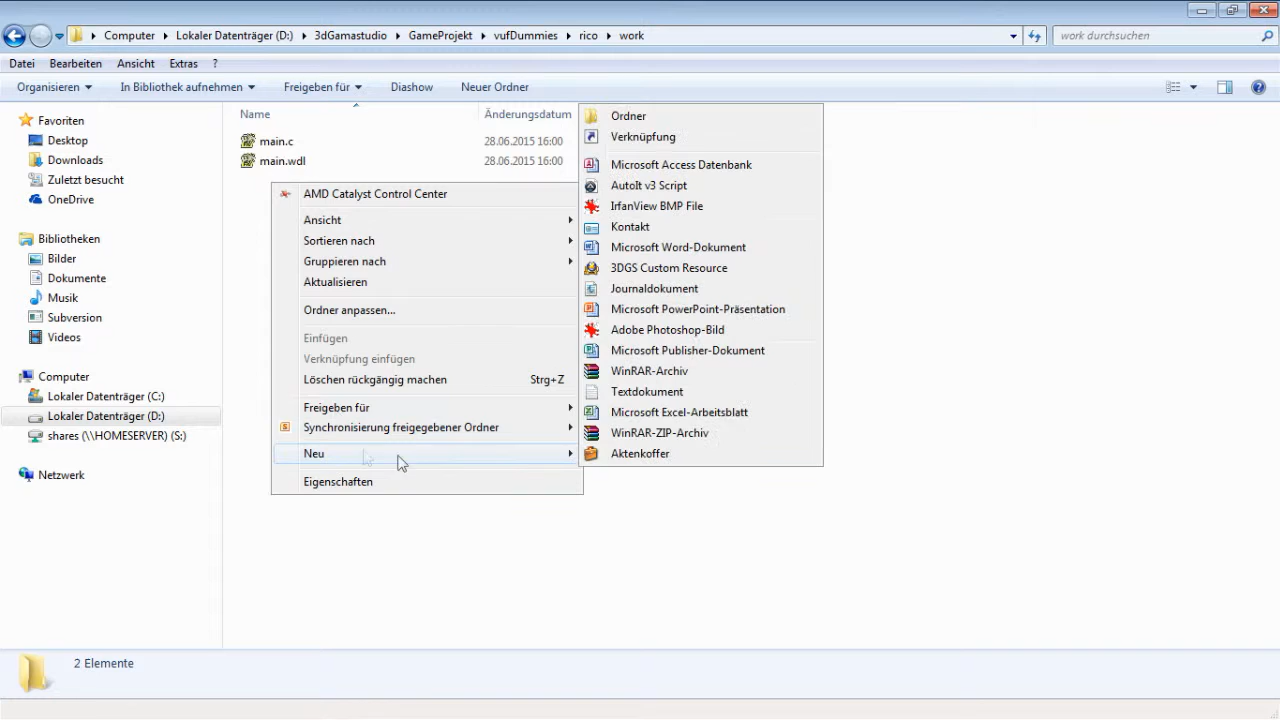 Computer Lokaler Datenträger (D:) 3dGamastudio GameProjekt vufDummies rico work
work durchsuchen
Datei Bearbeiten Ansicht Extras ?
Organisieren In Bibliothek aufnehmen Freigeben für Diashow Neuer Ordner
Favoriten
Desktop
Downloads
Zuletzt besucht
OneDrive
Bibliotheken
Bilder
Dokumente
Musik
Subversion
Videos
Computer
Lokaler Datenträger (C:)
Lokaler Datenträger (D:)
shares (\\HOMESERVER) (S:)
Netzwerk
Name Änderungsdatum
main.c 28.06.2015 16:00
main.wdl 28.06.2015 16:00
AMD Catalyst Control Center
Ansicht
Sortieren nach
Gruppieren nach
Aktualisieren
Ordner anpassen...
Einfügen
Verknüpfung einfügen
Löschen rückgängig machen Strg+Z
Freigeben für
S Synchronisierung freigegebener Ordner
Neu
Eigenschaften
Ordner
Verknüpfung
Microsoft Access Datenbank
AutoIt v3 Script
IrfanView BMP File
Kontakt
Microsoft Word-Dokument
3DGS Custom Resource
Journaldokument
Microsoft PowerPoint-Präsentation
Adobe Photoshop-Bild
Microsoft Publisher-Dokument
WinRAR-Archiv
Textdokument
Microsoft Excel-Arbeitsblatt
WinRAR-ZIP-Archiv
Aktenkoffer
2 Elemente